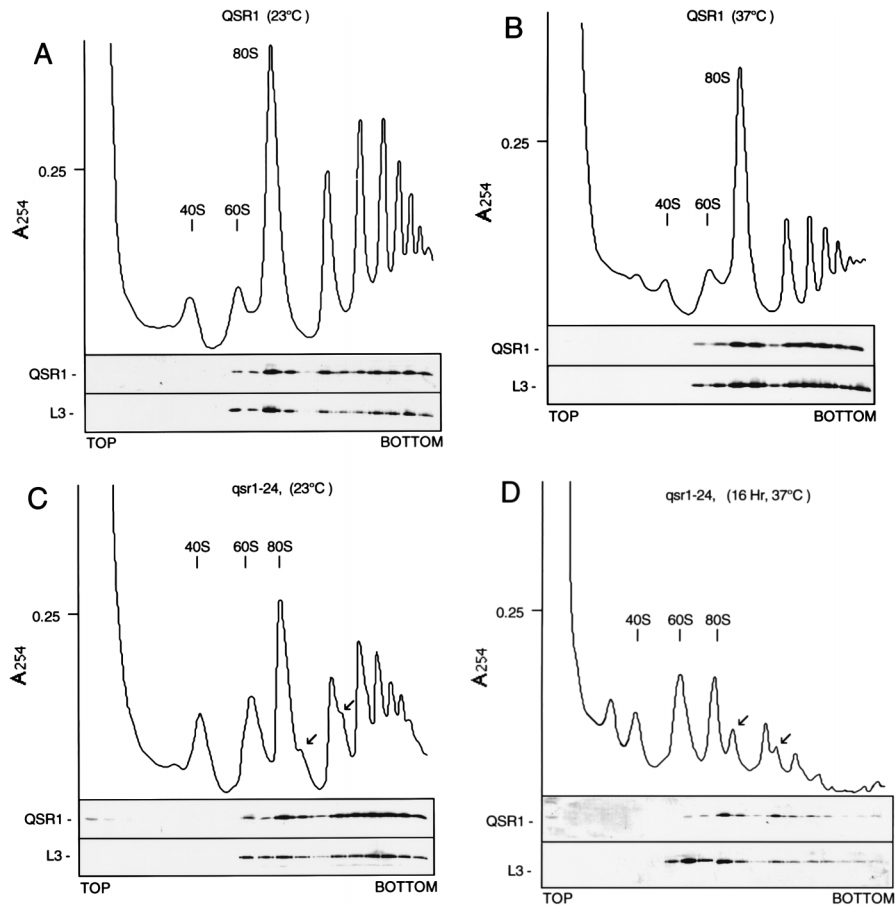 A
QSR1 (23°C)
80S
0.25
40S
60S
A254
QSR1 -
L3 -
TOP
BOTTOM
B
QSR1 (37°C)
80S
0.25
40S
60S
A254
QSR1 -
L3 -
TOP
BOTTOM
C
qsr1-24, (23°C)
40S
60S
80S
0.25
A254
QSR1 -
L3 -
TOP
BOTTOM
D
qsr1-24, (16 Hr, 37°C)
0.25
40S
60S
80S
A254
QSR1 -
L3 -
TOP
BOTTOM